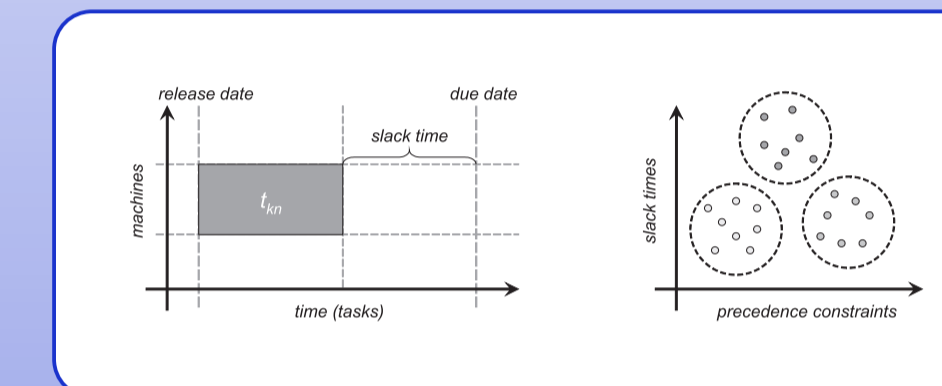 release date
due date
slack time
machines
t_kn
time (tasks)
slack times
precedence constraints